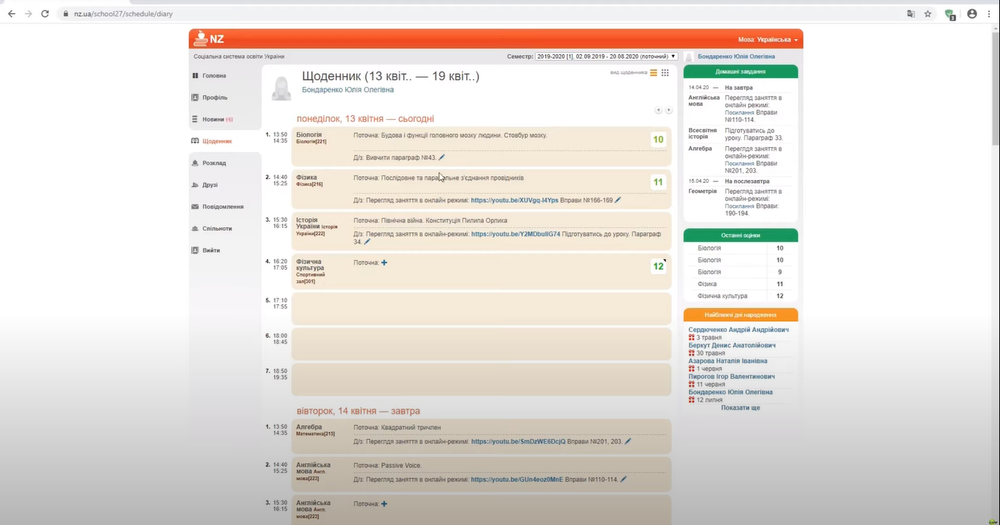 nz.ua/school27/schedule/diary
3
NZ
Мова: Українська
Соціальна система освіти України
Семестр: 2019-2020 [1], 02.09.2019 - 20.08.2020 (поточний)
Бондаренко Юлія Олегівна
Головна
Профіль
Новини (4)
Щоденник
Розклад
Друзі
Повідомлення
Спільноти
Вийти
Щоденник (13 квіт.. — 19 квіт..)
Бондаренко Юлія Олегівна
вид щоденника
понеділок, 13 квітня — сьогодні
1. 13:50 14:35
Біологія
Біологія[221]
Поточна: Будова і функції головного мозку людини. Стовбур мозку.
10
Д/з: Вивчити параграф №43.
2. 14:40 15:25
Фізика
Фізика[216]
Поточна: Послідовне та паралельне з'єднання провідників
11
Д/з: Перегляд заняття в онлайн режимі: https://youtu.be/XUVgq-I4Yps Вправи №166-169
3. 15:30 16:15
Історія
України Історія
України[222]
Поточна: Північна війна. Конституція Пилипа Орлика
Д/з: Перегляд заняття в онлайн-режимі: https://youtu.be/Y2MDbuIlG74 Підготуватись до уроку. Параграф
34.
4. 16:20 17:05
Фізична
культура
Спортивний
зал[301]
Поточна:
12
5. 17:10 17:55
6. 18:00 18:45
7. 18:50 19:35
вівторок, 14 квітня — завтра
1. 13:50 14:35
Алгебра
Математика[215]
Поточна: Квадратний тричлен
Д/з: Перегляд заняття в онлайн-режимі: https://youtu.be/SmDzWE6DcjQ Вправи №201, 203.
2. 14:40 15:25
Англійська
мова Англ.
мова[223]
Поточна: Passive Voice.
Д/з: Перегляд заняття в онлайн режимі: https://youtu.be/GUn4eoz0MnE Вправи №110-114.
3. 15:30 16:15
Англійська
мова Англ.
мова[223]
Поточна:
Домашні завдання
14.04.20 — На завтра
Англійська
мова
Перегляд заняття в
онлайн режимі:
Посилання Вправи
№110-114.
Всесвітня
історія
Підготуватись до
уроку. Параграф 33.
Алгебра
Перегляд заняття в
онлайн-режимі:
Посилання Вправи
№201, 203.
15.04.20 — На послезавтра
Геометрія
Перегляд заняття в
онлайн-режимі:
Посилання Вправи:
190-194.
Останні оцінки
Біологія 10
Біологія 10
Біологія 9
Фізика 11
Фізична культура 12
Найближчі дні народження
Сердюченко Андрій Андрійович
3 травня
Беркут Денис Анатолійович
30 травня
Азарова Наталія Іванівна
1 червня
Пирогов Ігор Валентинович
11 червня
Бондаренко Юлія Олегівна
12 липня
Показати ще